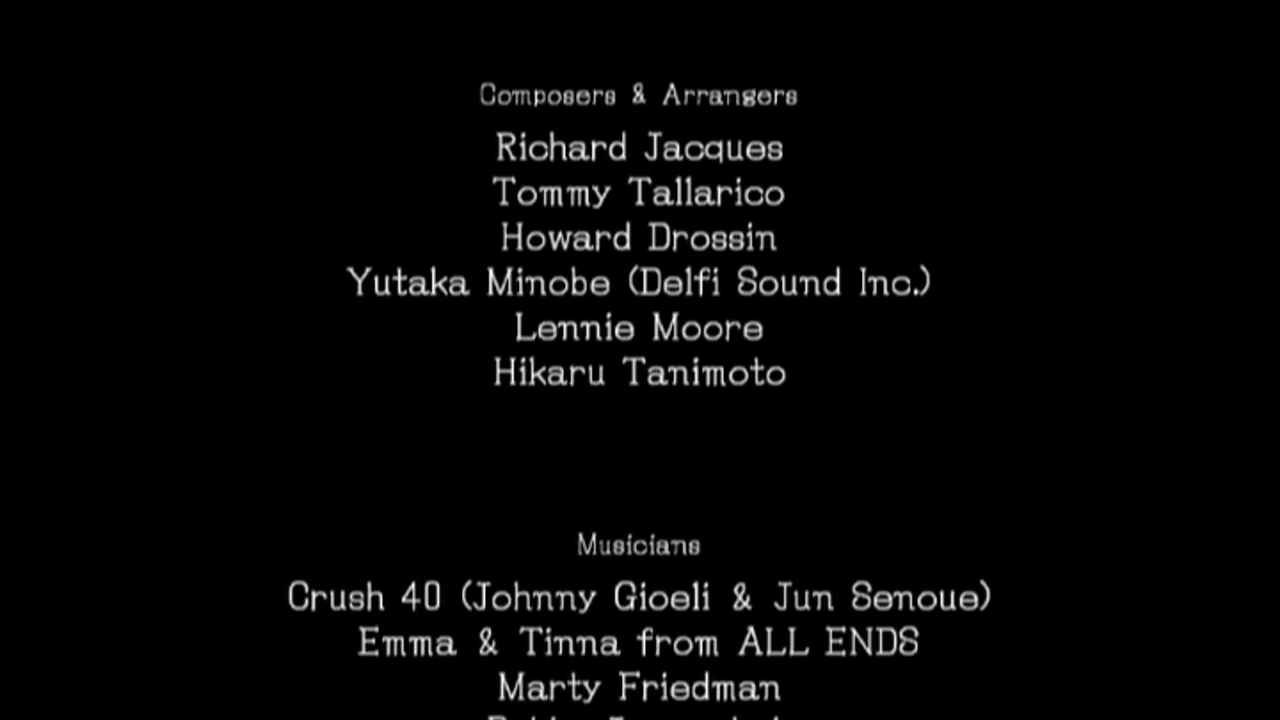 Composers & Arrangers
Richard Jacques
Tommy Tallarico
Howard Drossin
Yutaka Minobe (Delfi Sound Inc.)
Lennie Moore
Hikaru Tanimoto
Musicians
Crush 40 (Johnny Gioeli & Jun Senoue)
Emma & Tinna from ALL ENDS
Marty Friedman